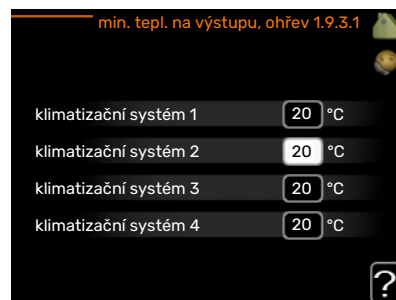 min. tepl. na výstupu, ohřev 1.9.3.1
klimatizační systém 1 20 °C
klimatizační systém 2 20 °C
klimatizační systém 3 20 °C
klimatizační systém 4 20 °C
?